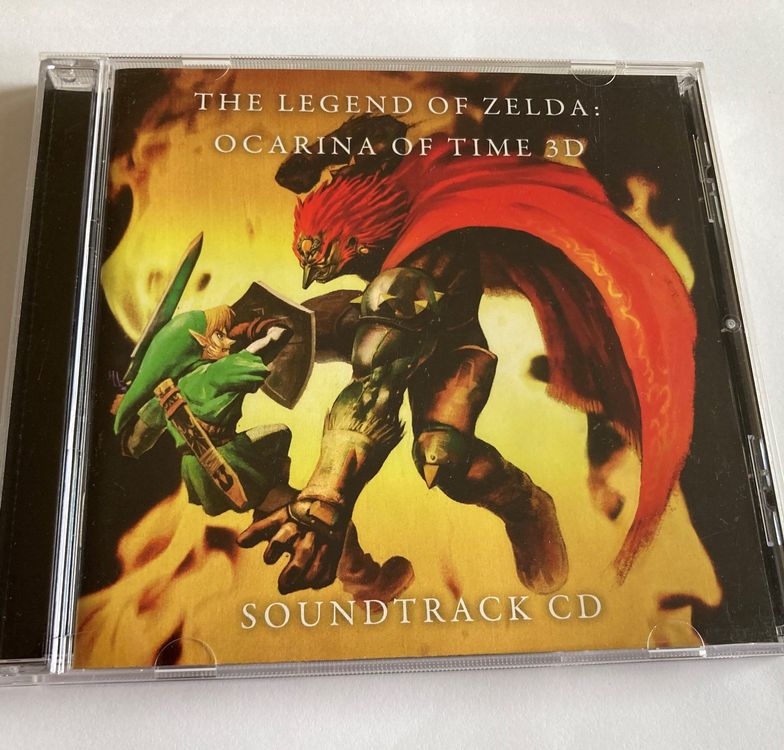 THE LEGEND OF ZELDA:
OCARINA OF TIME 3D
SOUNDTRACK CD